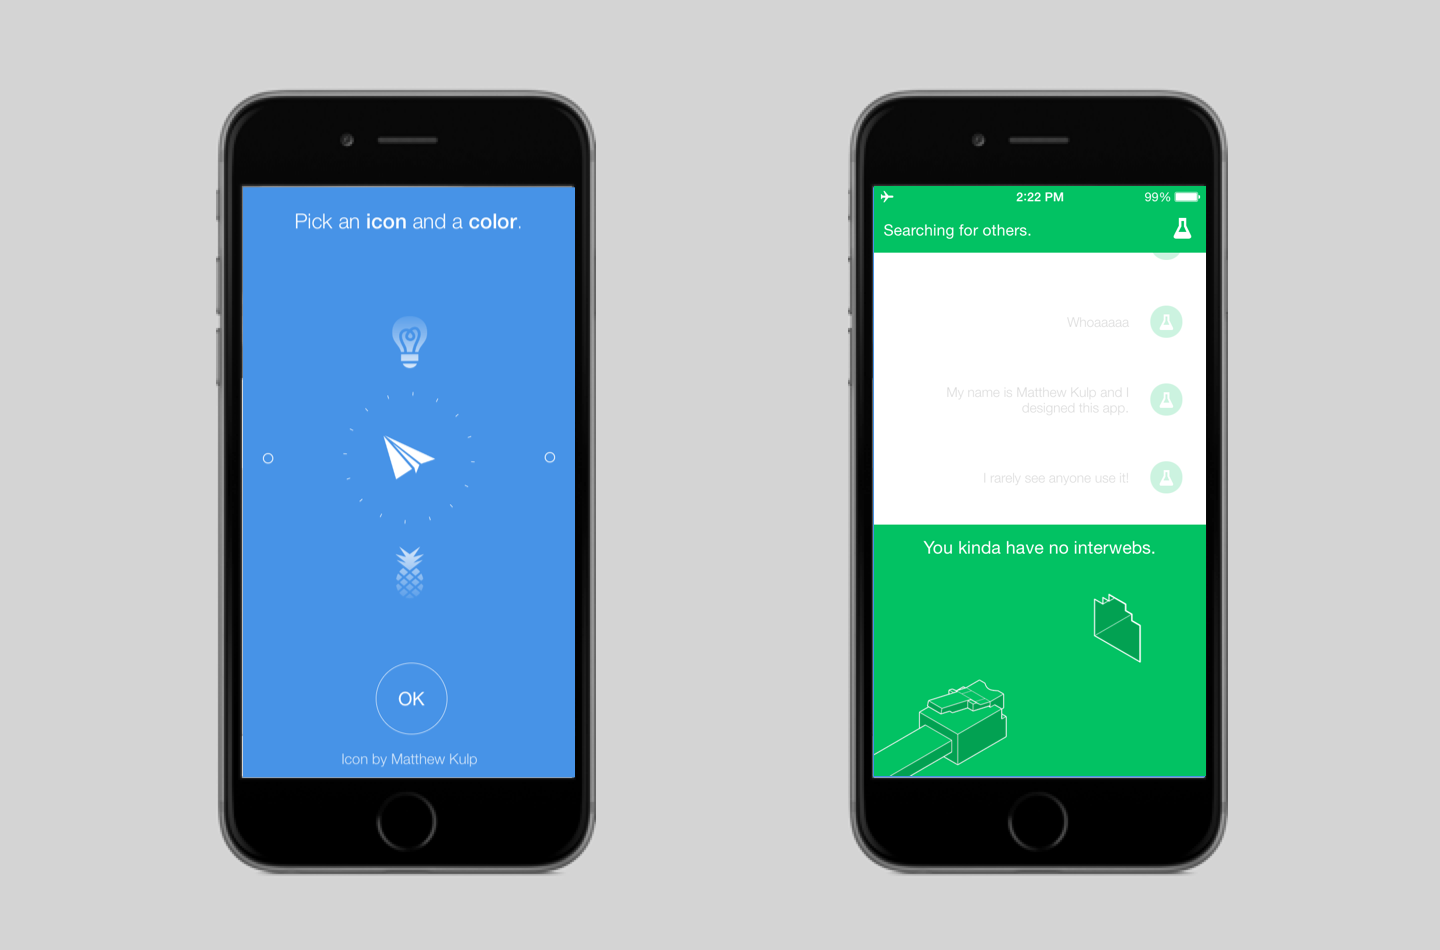 Pick an icon and a color.
OK
Icon by Matthew Kulp
2:22 PM
99%
Searching for others.
Whoaaaaa
My name is Matthew Kulp and I
designed this app.
I rarely see anyone use it!
You kinda have no interwebs.